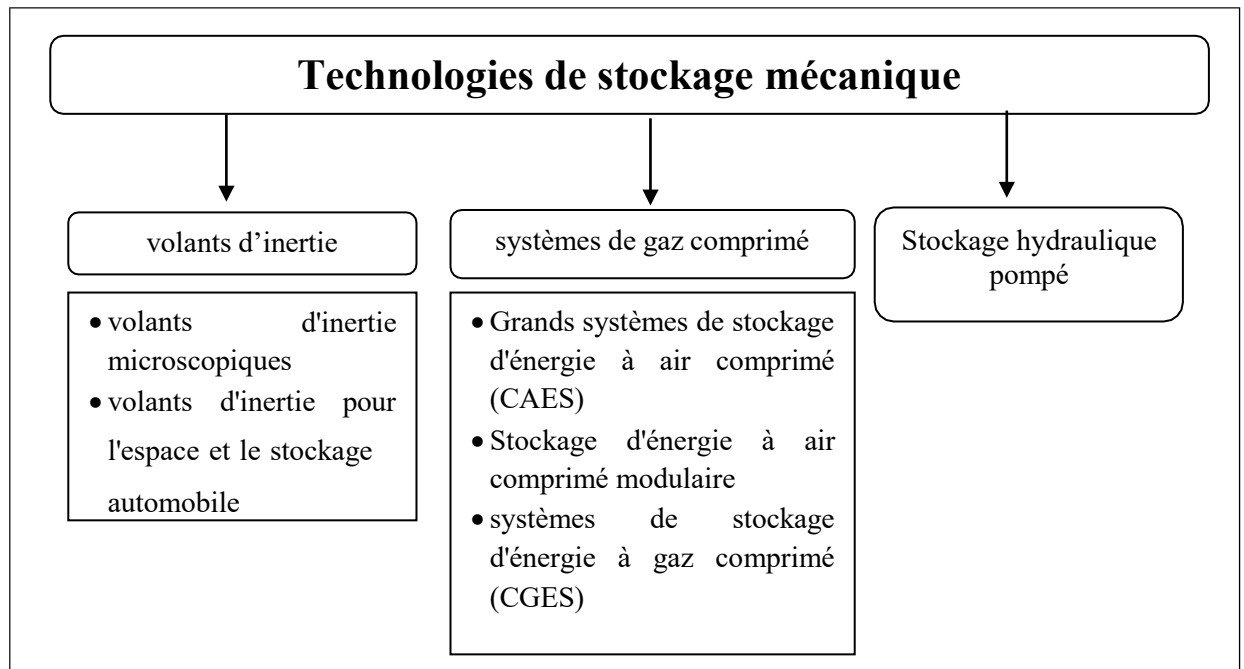 Technologies de stockage mécanique
volants d’inertie
• volants d'inertie
microscopiques
• volants d'inertie pour
l'espace et le stockage
automobile
systèmes de gaz comprimé
• Grands systèmes de stockage
d'énergie à air comprimé
(CAES)
• Stockage d'énergie à air
comprimé modulaire
• systèmes de stockage
d'énergie à gaz comprimé
(CGES)
Stockage hydraulique
pompé